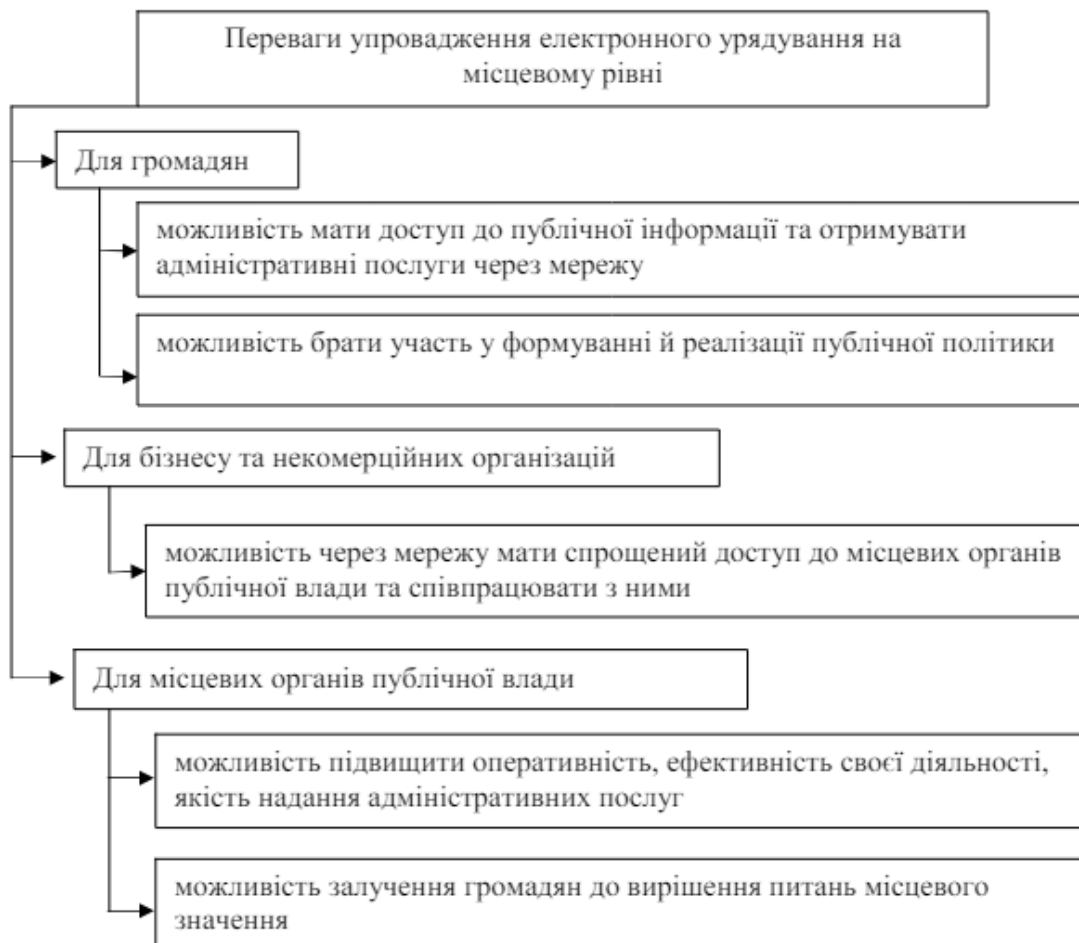 Переваги упровадження електронного урядування на
місцевому рівні
Для громадян
можливість мати доступ до публічної інформації та отримувати
адміністративні послуги через мережу
можливість брати участь у формуванні й реалізації публічної політики
Для бізнесу та некомерційних організацій
можливість через мережу мати спрощений доступ до місцевих органів
публічної влади та співпрацювати з ними
Для місцевих органів публічної влади
можливість підвищити оперативність, ефективність своєї діяльності,
якість надання адміністративних послуг
можливість залучення громадян до вирішення питань місцевого
значення